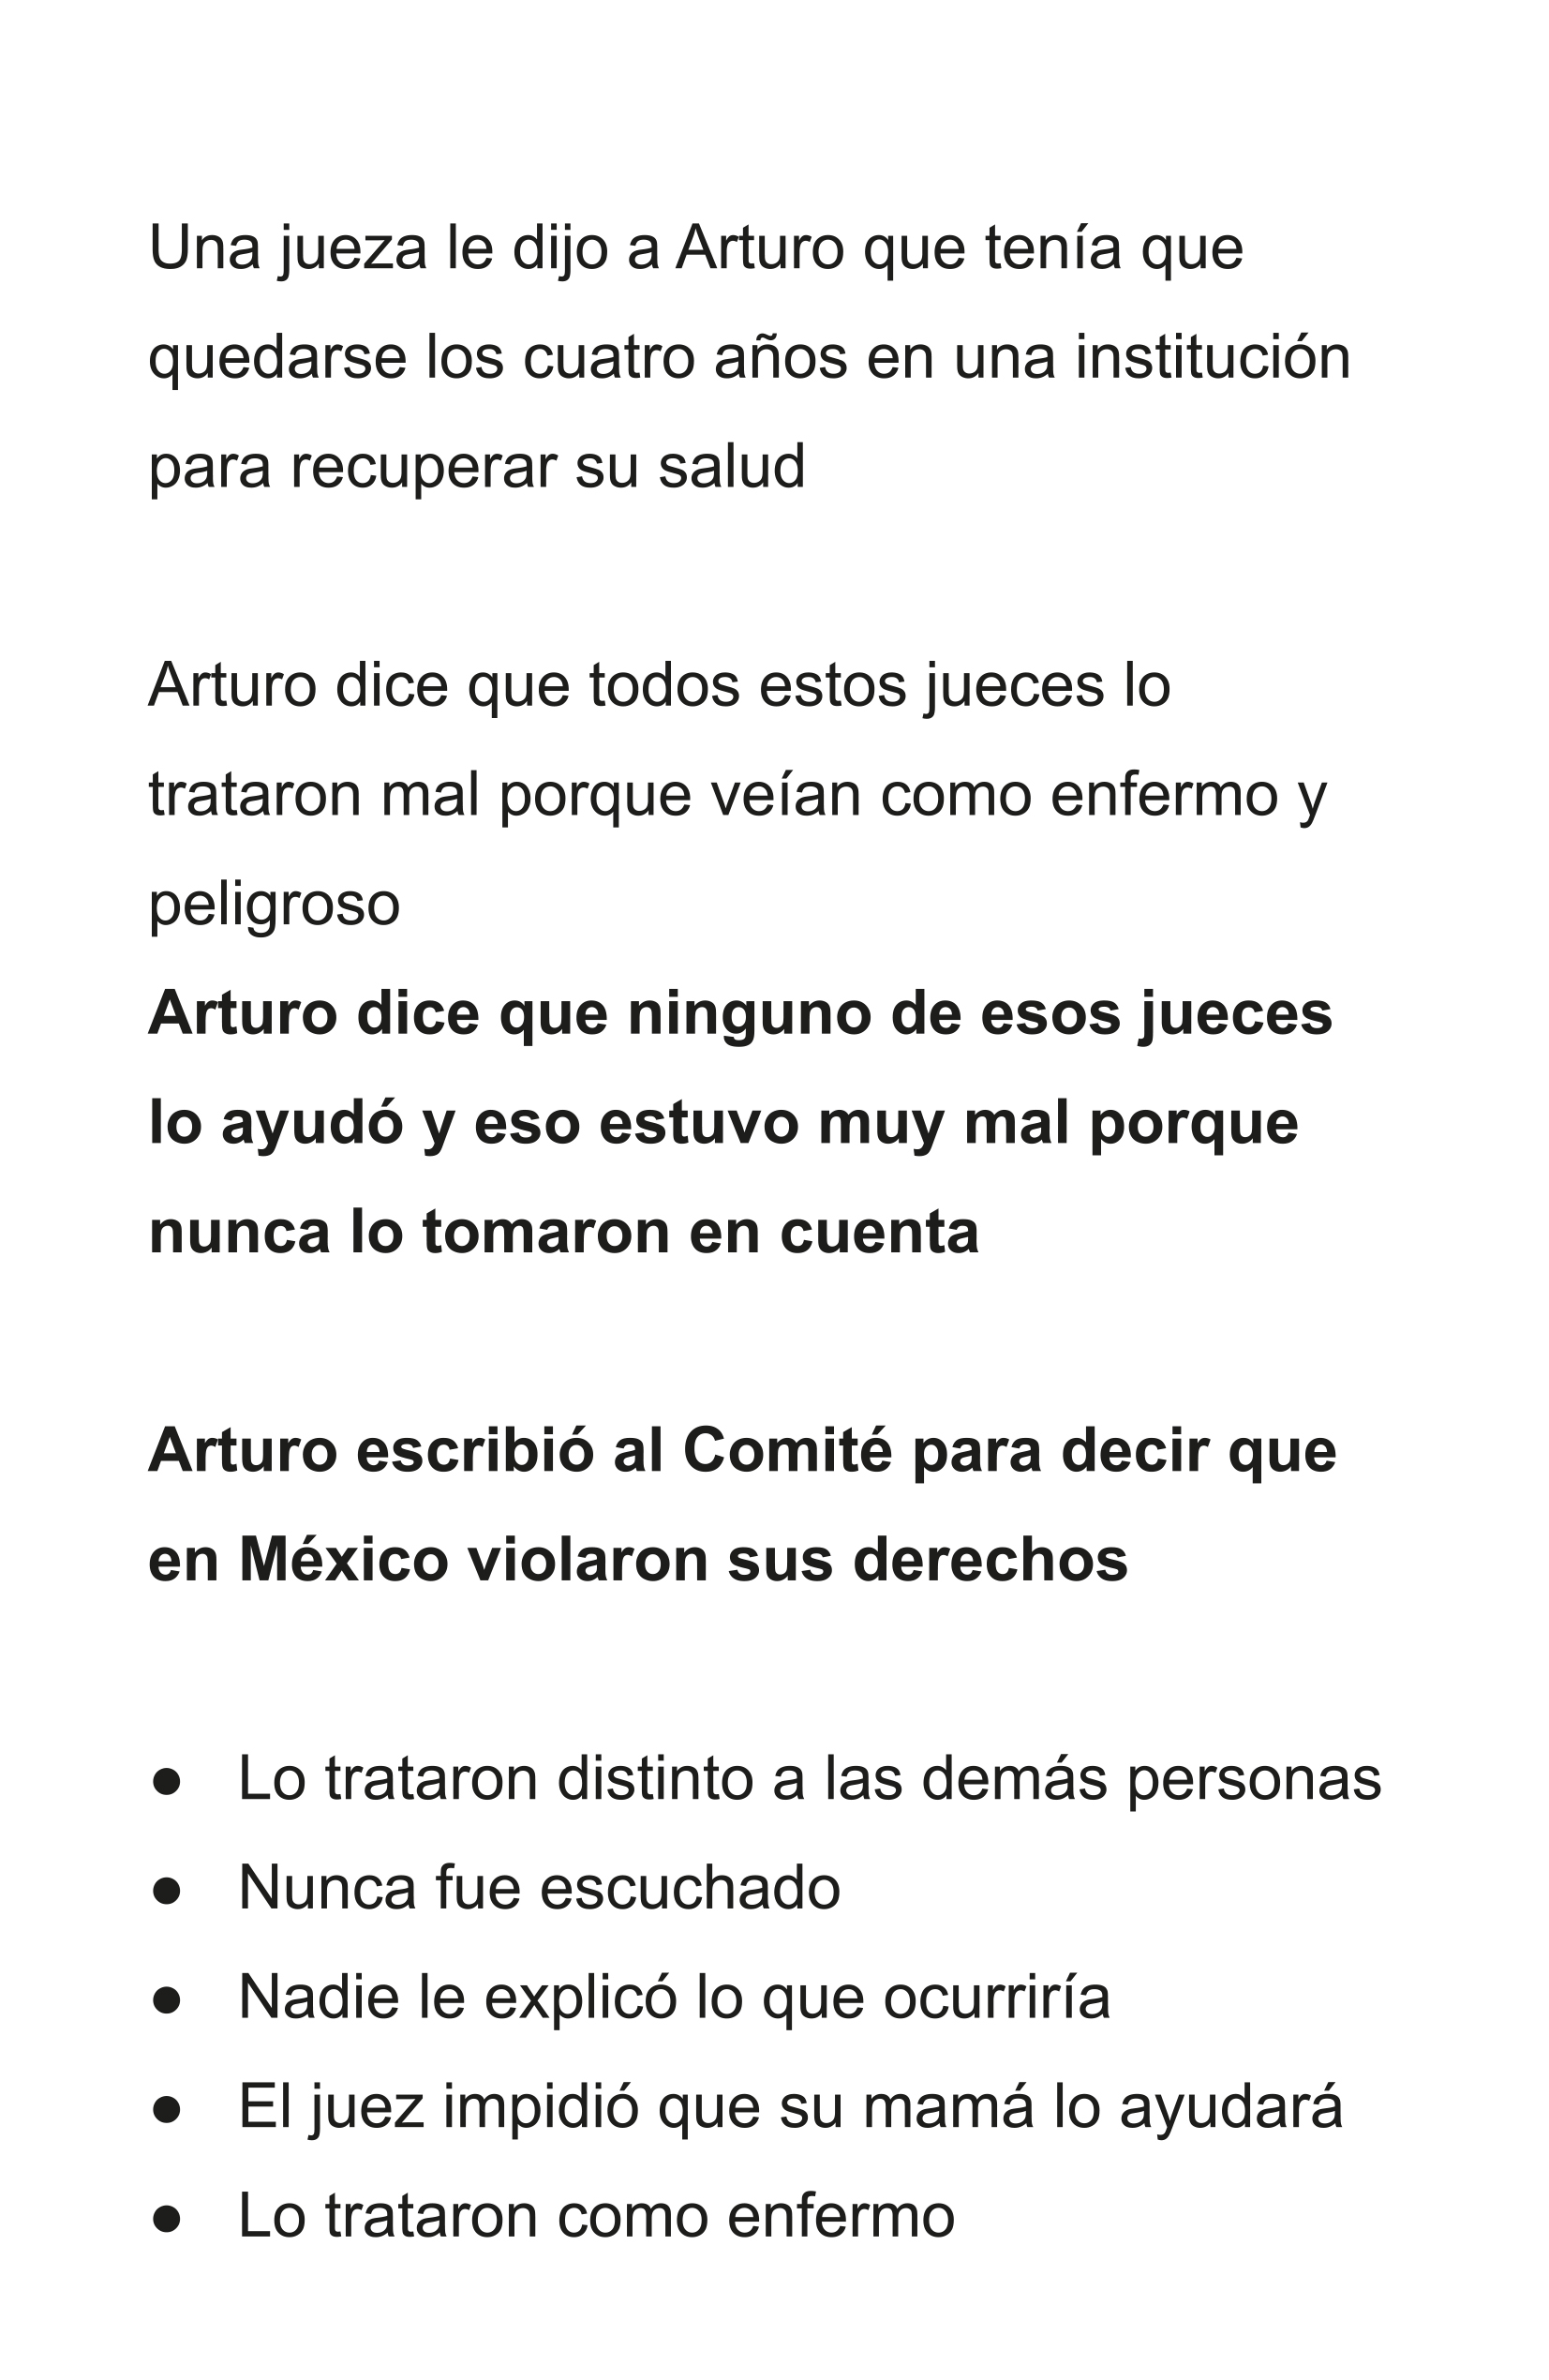 Una jueza le dijo a Arturo que tenía que
quedarse los cuatro años en una institución
para recuperar su salud
Arturo dice que todos estos jueces lo
trataron mal porque veían como enfermo y
peligroso
Arturo dice que ninguno de esos jueces
lo ayudó y eso estuvo muy mal porque
nunca lo tomaron en cuenta
Arturo escribió al Comité para decir que
en México violaron sus derechos
● Lo trataron distinto a las demás personas
● Nunca fue escuchado
● Nadie le explicó lo que ocurriría
● El juez impidió que su mamá lo ayudará
● Lo trataron como enfermo